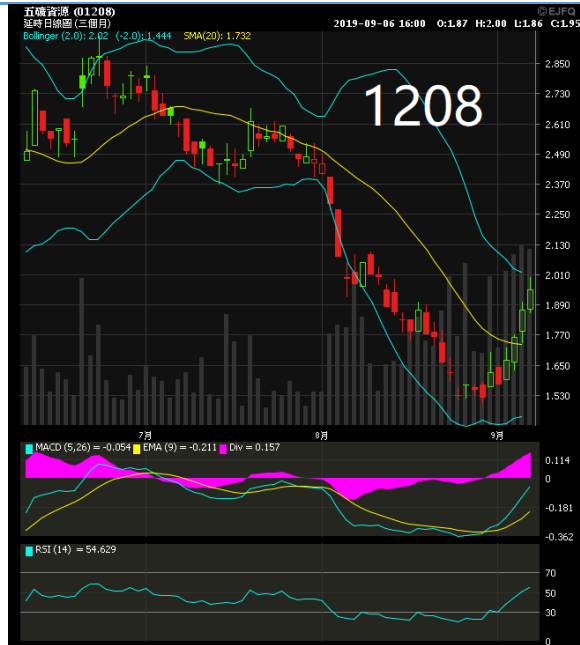 五礦資源 (01208)
©EJFQ
延時日線圖 (三個月)
2019-09-06 16:00 O:1.87 H:2.00 L:1.86 C:1.95
Bollinger (2.0): 2.02 (-2.0): 1.444 SMA(20): 1.732
1208
2.850
2.730
2.610
2.490
2.370
2.250
2.130
2.010
1.890
1.770
1.650
1.530
7月 8月 9月
MACD (5,26) = -0.054 EMA (9) = -0.211 Div = 0.157
0.114
0
-0.181
-0.362
RSI (14) = 54.629
70
50
30
0